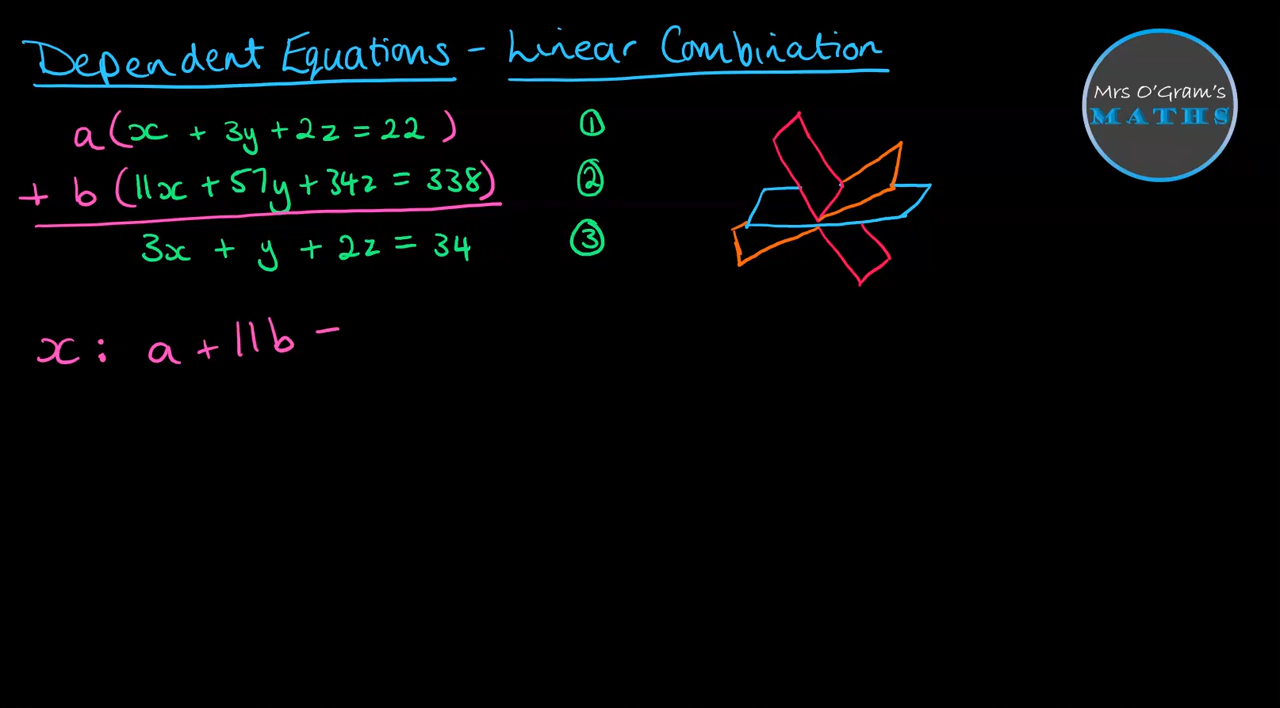 Dependent Equations - Linear Combination
Mrs O'Gram's
MATHS
a(x + 3y + 2z = 22) ①
+ b(11x + 57y + 34z = 338) ②
3x + y + 2z = 34 ③
x: a + 11b -